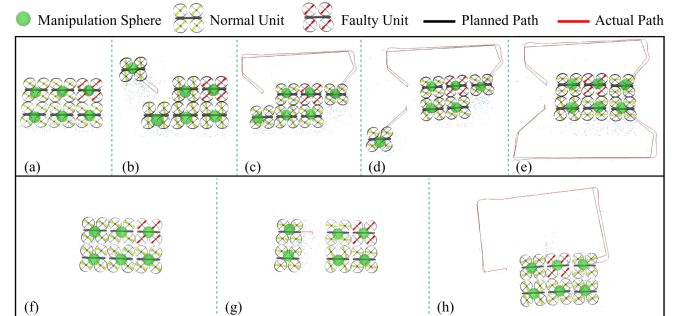 Manipulation Sphere Normal Unit Faulty Unit Planned Path Actual Path
(a) (b) (c) (d) (e)
(f) (g) (h)